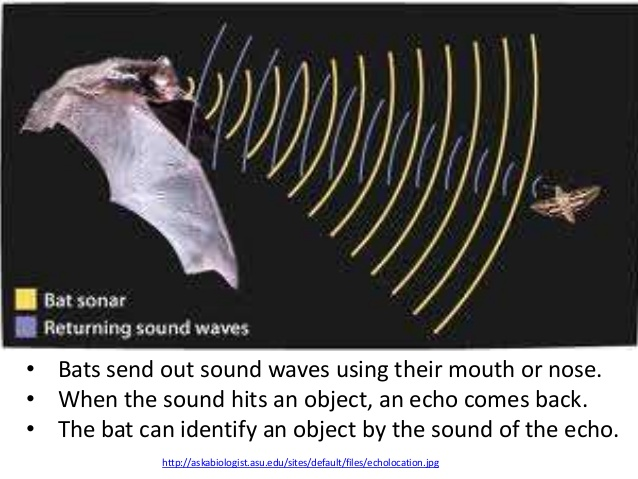 Bat sonar
Returning sound waves
• Bats send out sound waves using their mouth or nose.
• When the sound hits an object, an echo comes back.
• The bat can identify an object by the sound of the echo.
http://askabiologist.asu.edu/sites/default/files/echolocation.jpg